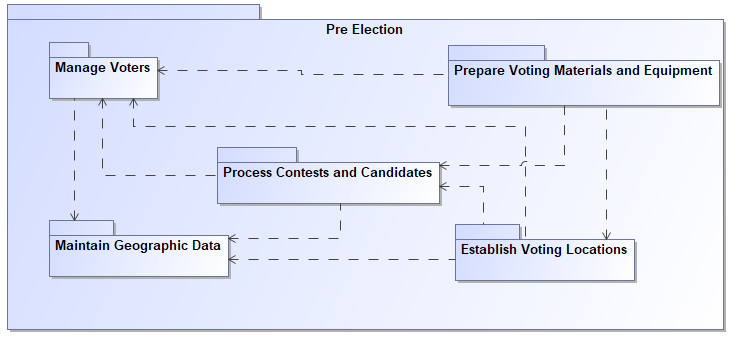 Pre Election
Manage Voters
Prepare Voting Materials and Equipment
Process Contests and Candidates
Maintain Geographic Data
Establish Voting Locations